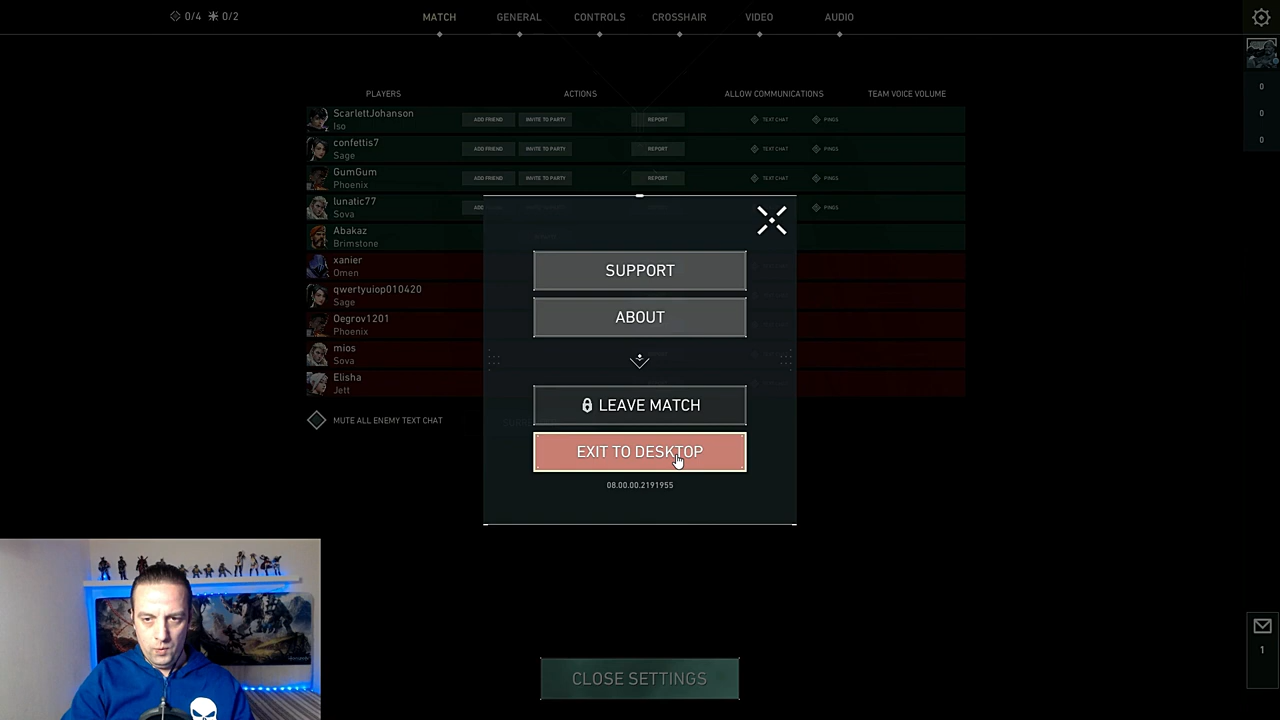 0/4 0/2
MATCH GENERAL CONTROLS CROSSHAIR VIDEO AUDIO
PLAYERS ACTIONS ALLOW COMMUNICATIONS TEAM VOICE VOLUME
ScarlettJohanson
Iso
ADD FRIEND INVITE TO PARTY REPORT TEXT CHAT PINGS
confettis7
Sage
ADD FRIEND INVITE TO PARTY REPORT TEXT CHAT PINGS
GumGum
Phoenix
ADD FRIEND INVITE TO PARTY REPORT TEXT CHAT PINGS
lunatic77
Sova
ADD PINGS
Abakaz
Brimstone
xanier
Omen
qwertyuiop010420
Sage
Oegrov1201
Phoenix
mios
Sova
Elisha
Jett
MUTE ALL ENEMY TEXT CHAT
SUPPORT
ABOUT
LEAVE MATCH
EXIT TO DESKTOP
08.00.00.2191955
CLOSE SETTINGS
0
0
0
1